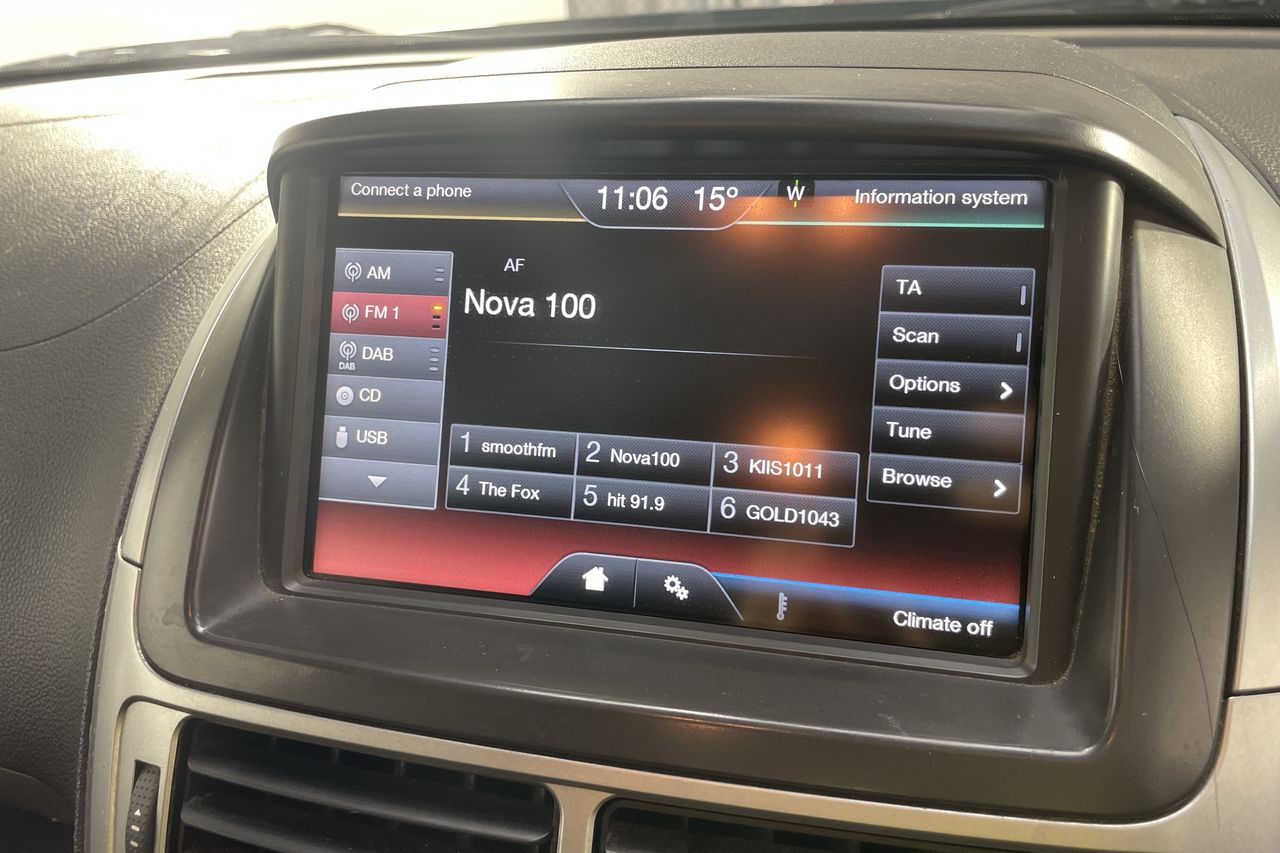 Connect a phone
11:06 15°
W
Information system
AM
FM 1
DAB
DAB
CD
USB
AF
Nova 100
1 smoothfm
2 Nova100
3 KIIS1011
4 The Fox
5 hit 91.9
6 GOLD1043
TA
Scan
Options
Tune
Browse
Climate off